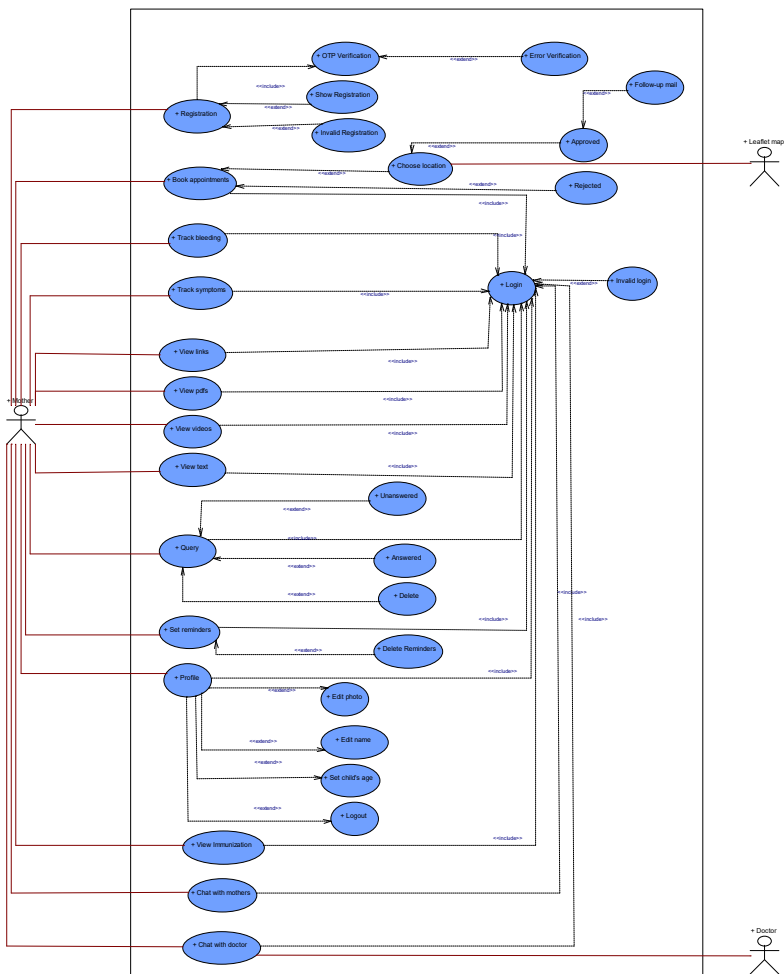 + OTP Verification
<<extend>>
+ Error Verification
<<include>>
+ Show Registration
<<extend>>
+ Registration
<<extend>>
+ Invalid Registration
+ Follow-up mail
<<extend>>
+ Approved
<<extend>>
+ Leaflet map
+ Choose location
<<extend>>
+ Book appointments
<<extend>>
+ Rejected
<<include>>
+ Track bleeding
<<include>>
+ Login
+ Invalid login
<<extend>>
+ Track symptoms
<<include>>
+ View links
<<include>>
+ View pdfs
<<include>>
+ Mother
+ View videos
<<include>>
+ View text
<<include>>
+ Unanswered
<<extend>>
<<include>>
+ Query
+ Answered
<<extend>>
+ Delete
<<extend>>
<<include>>
<<include>>
<<include>>
+ Set reminders
+ Delete Reminders
<<extend>>
+ Profile
<<include>>
<<extend>>
+ Edit photo
+ Edit name
<<extend>>
+ Set child's age
<<extend>>
<<extend>>
+ Logout
<<include>>
+ View Immunization
+ Chat with mothers
+ Chat with doctor
+ Doctor